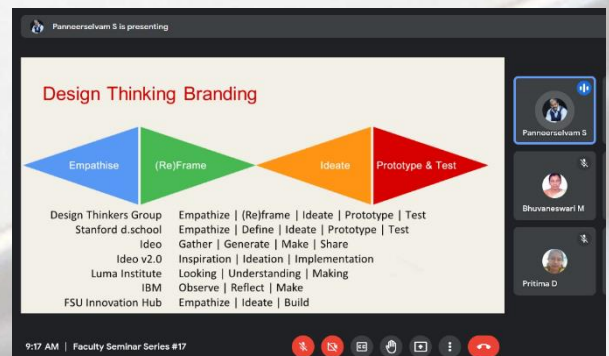 Panneerselvam S is presenting
Design Thinking Branding
Empathise
(Re)Frame
Ideate
Prototype & Test
Design Thinkers Group Empathize | (Re)frame | Ideate | Prototype | Test
Stanford d.school Empathize | Define | Ideate | Prototype | Test
Ideo Gather | Generate | Make | Share
Ideo v2.0 Inspiration | Ideation | Implementation
Luma Institute Looking | Understanding | Making
IBM Observe | Reflect | Make
FSU Innovation Hub Empathize | Ideate | Build
Panneerselvam S
Bhuvaneswari M
Pritima D
9:17 AM | Faculty Seminar Series #17